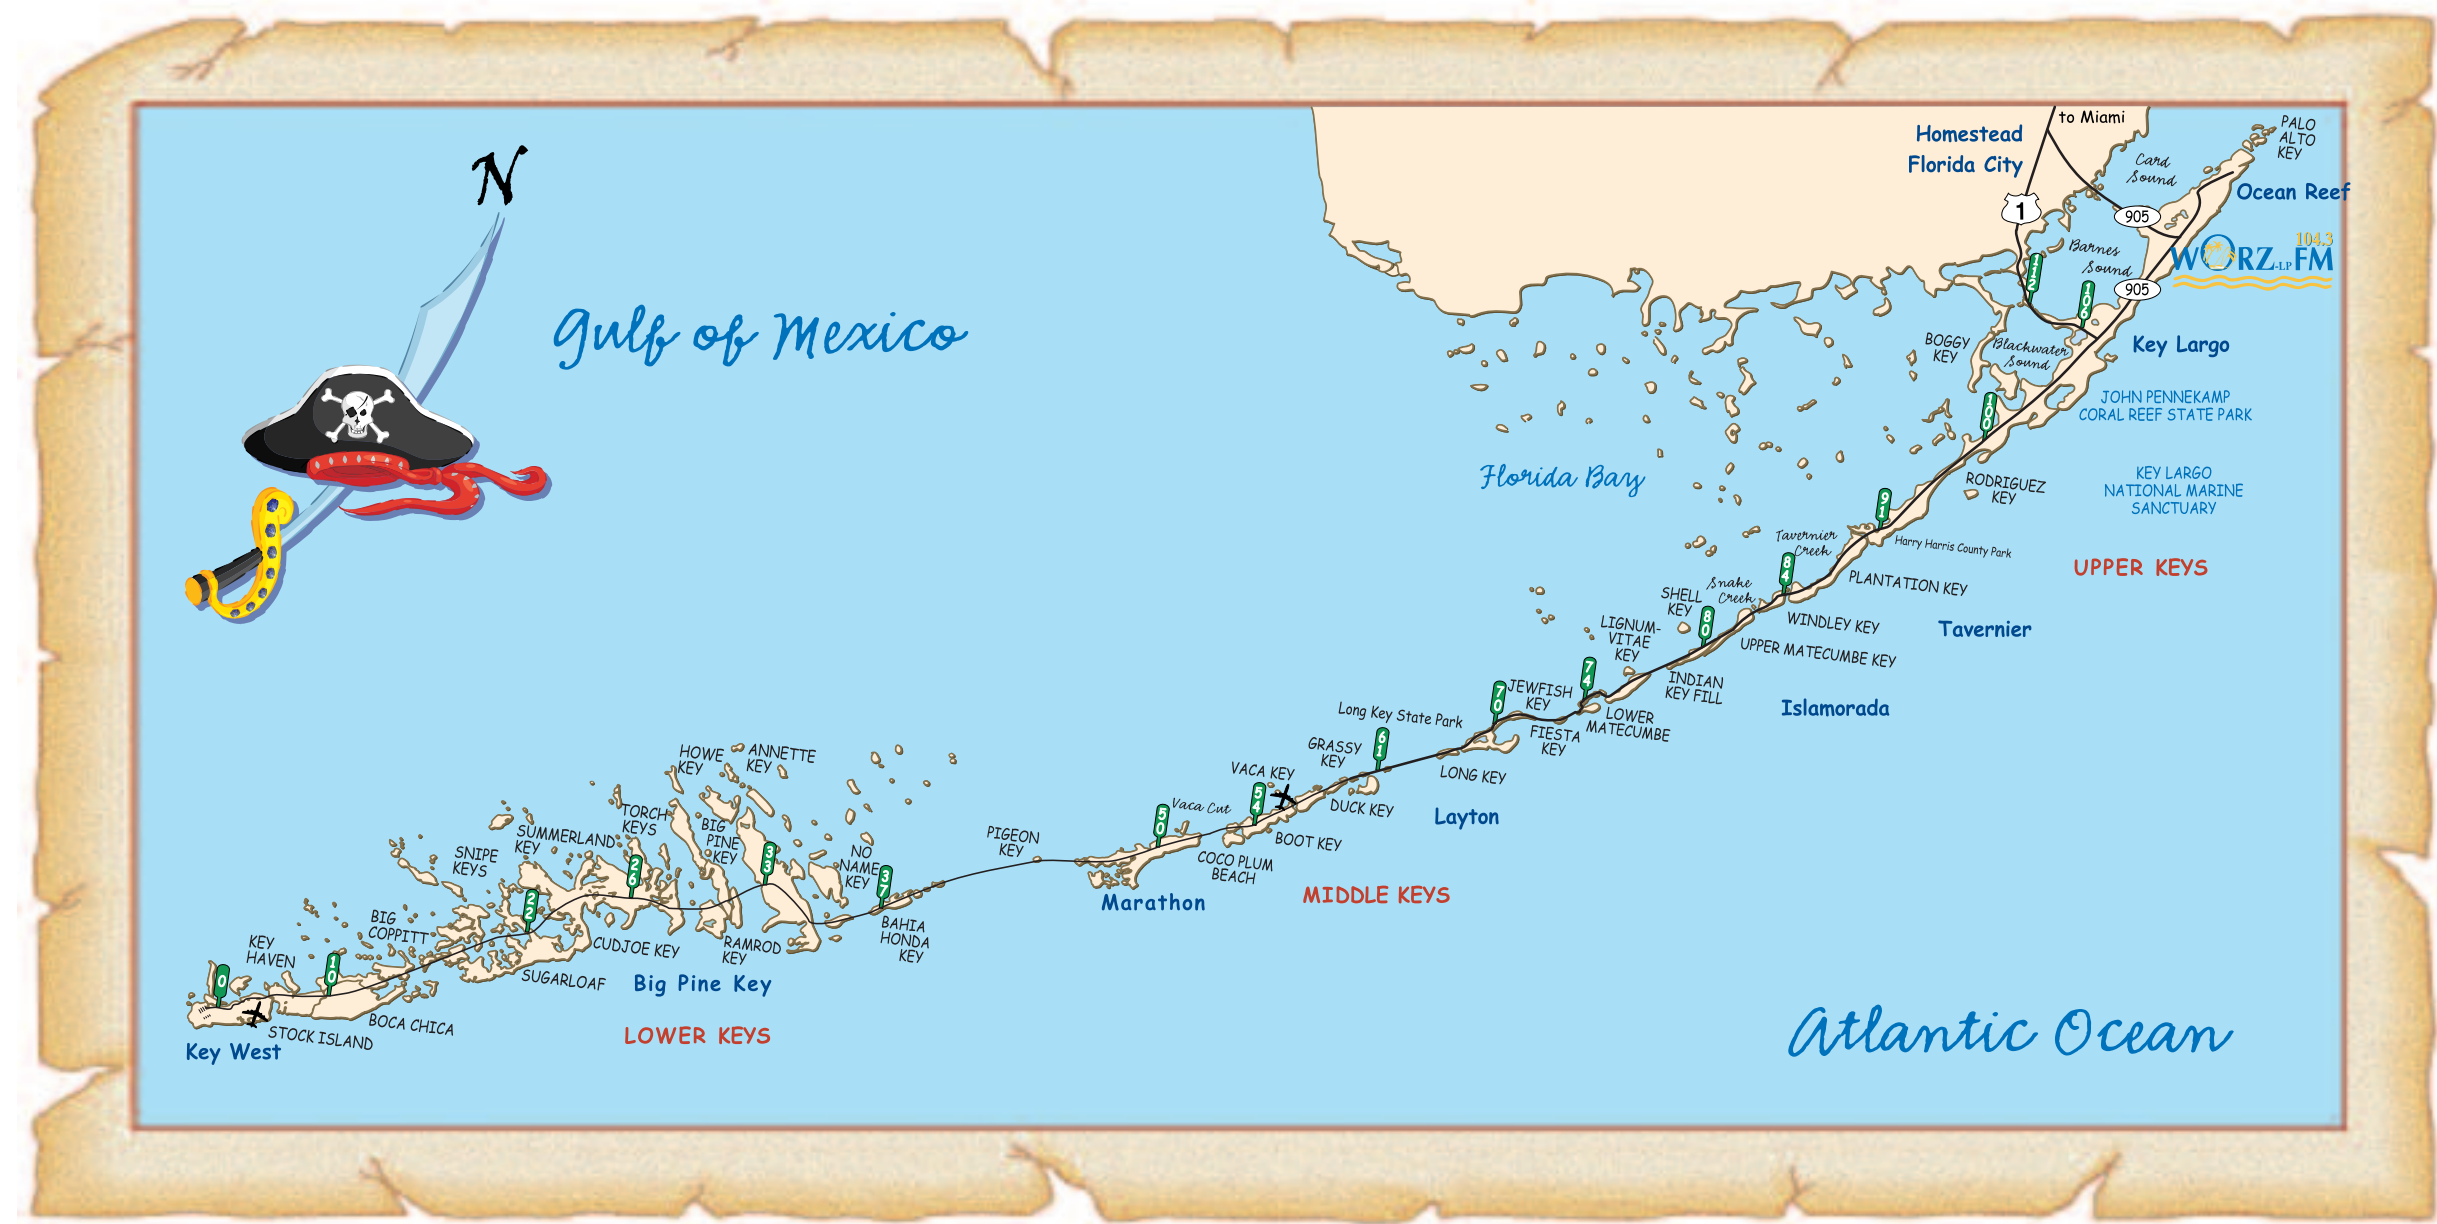 N
Gulf of Mexico
Florida Bay
Atlantic Ocean
to Miami
Homestead
Florida City
1
Card
Sound
PALO
ALTO
KEY
Ocean Reef
905
Barnes
Sound
104.3
WORZ-LP FM
905
112
106
Key Largo
BOGGY
KEY
Blackwater
Sound
JOHN PENNEKAMP
CORAL REEF STATE PARK
100
KEY LARGO
NATIONAL MARINE
SANCTUARY
RODRIGUEZ
KEY
91
Harry Harris County Park
UPPER KEYS
Tavernier
Creek
84
PLANTATION KEY
Snake
Creek
SHELL
KEY
80
WINDLEY KEY
Tavernier
UPPER MATECUMBE KEY
LIGNUM-
VITAE
KEY
INDIAN
KEY FILL
Islamorada
74
LOWER
MATECUMBE
70
JEWFISH
KEY
FIESTA
KEY
Long Key State Park
61
LONG KEY
GRASSY
KEY
DUCK KEY
Layton
VACA KEY
54
BOOT KEY
Vaca Cut
50
COCO PLUM
BEACH
MIDDLE KEYS
Marathon
PIGEON
KEY
HOWE
KEY
ANNETTE
KEY
TORCH
KEYS
BIG
PINE
KEY
33
NO
NAME
KEY
37
BAHIA
HONDA
KEY
SUMMERLAND
KEY
26
SNIPE
KEYS
22
CUDJOE KEY
RAMROD
KEY
Big Pine Key
SUGARLOAF
LOWER KEYS
BIG
COPPITT
KEY
HAVEN
10
0
BOCA CHICA
STOCK ISLAND
Key West